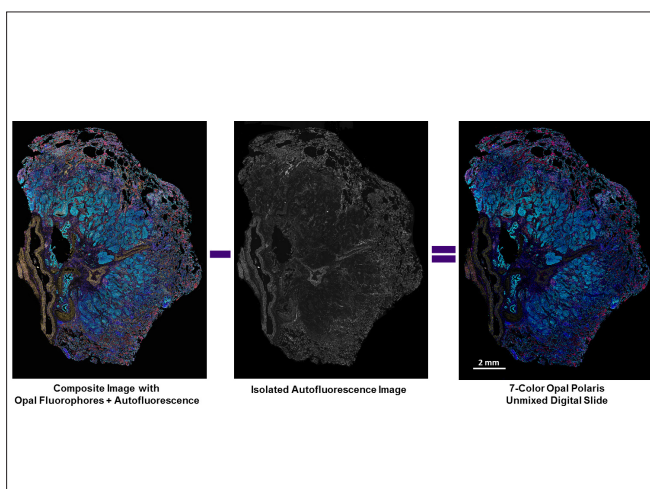 2 mm
Composite Image with
Opal Fluorophores + Autofluorescence
Isolated Autofluorescence Image
7-Color Opal Polaris
Unmixed Digital Slide